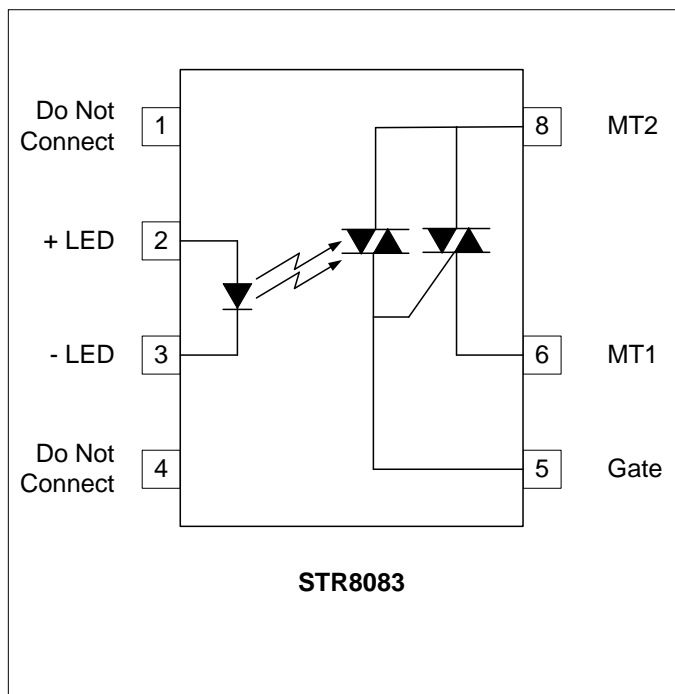 Do Not
Connect
1
+ LED
2
- LED
3
Do Not
Connect
4
8
MT2
6
MT1
5
Gate
STR8083